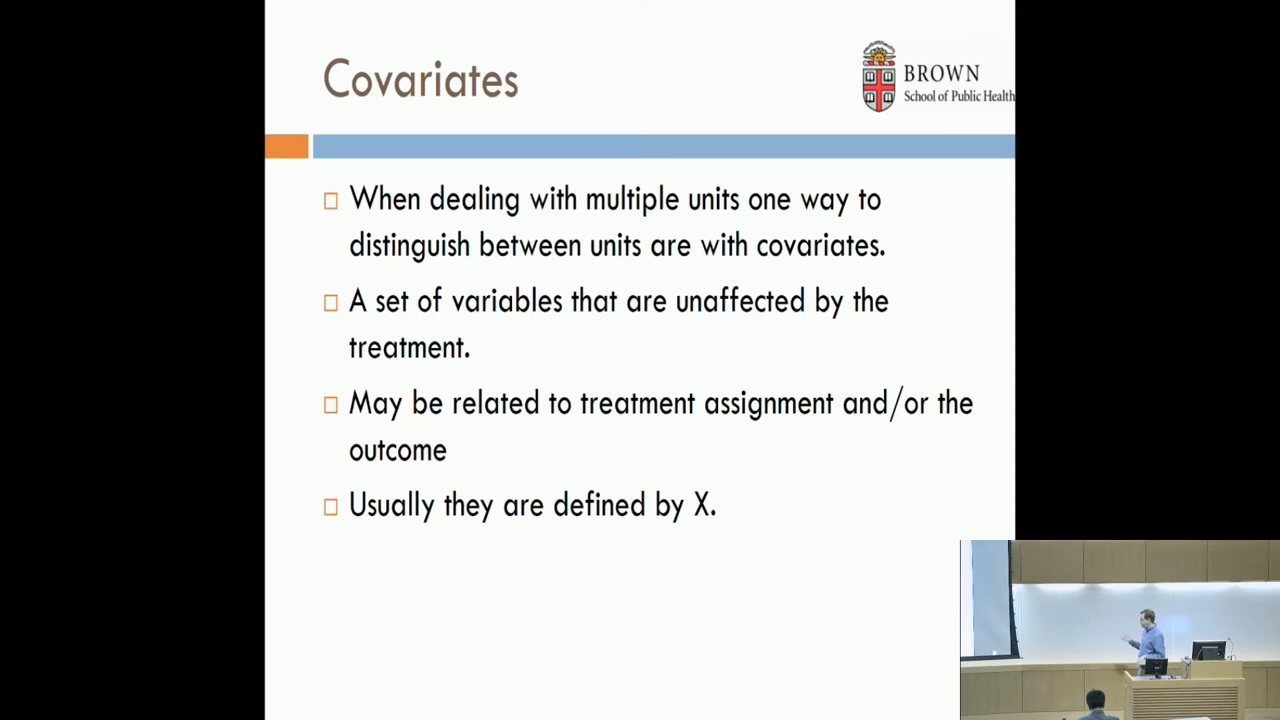 Covariates
BROWN
School of Public Health
When dealing with multiple units one way to
distinguish between units are with covariates.
A set of variables that are unaffected by the
treatment.
May be related to treatment assignment and/or the
outcome
Usually they are defined by X.